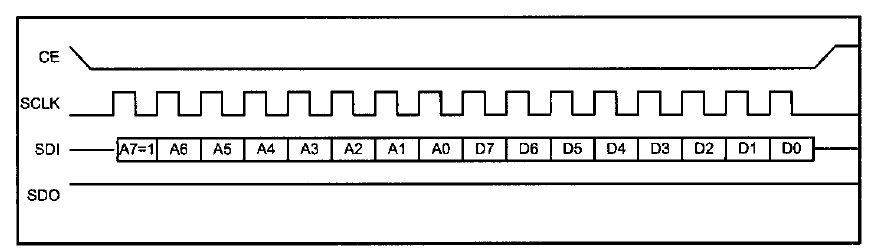 CE
SCLK
SDI A7=1 A6 A5 A4 A3 A2 A1 A0 D7 D6 D5 D4 D3 D2 D1 D0
SDO